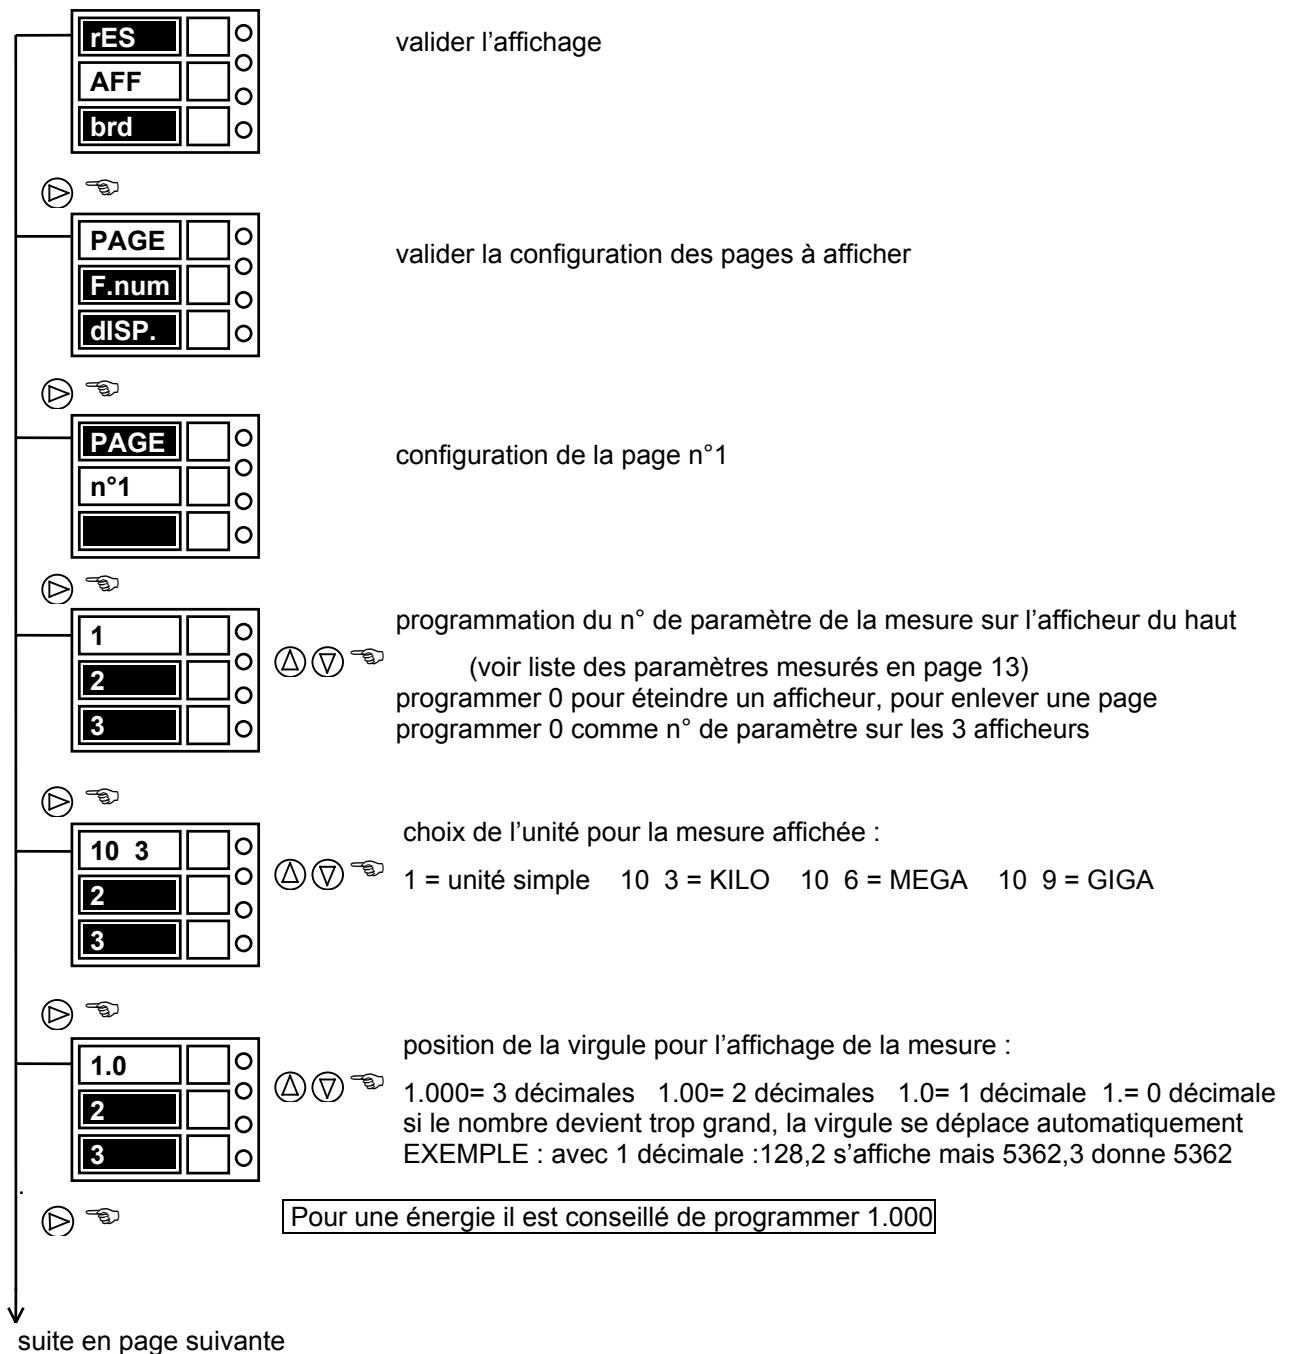 rES
valider l’affichage
AFF
brd
PAGE
valider la configuration des pages à afficher
F.num
dISP.
PAGE
configuration de la page n°1
n°1
programmation du n° de paramètre de la mesure sur l’afficheur du haut
1
(voir liste des paramètres mesurés en page 13)
2
programmer 0 pour éteindre un afficheur, pour enlever une page
3
programmer 0 comme n° de paramètre sur les 3 afficheurs
choix de l’unité pour la mesure affichée :
10 3
1 = unité simple 10 3 = KILO 10 6 = MEGA 10 9 = GIGA
2
3
position de la virgule pour l’affichage de la mesure :
1.0
1.000= 3 décimales 1.00= 2 décimales 1.0= 1 décimale 1.= 0 décimale
2
si le nombre devient trop grand, la virgule se déplace automatiquement
3
EXEMPLE : avec 1 décimale :128,2 s’affiche mais 5362,3 donne 5362
.
Pour une énergie il est conseillé de programmer 1.000
suite en page suivante